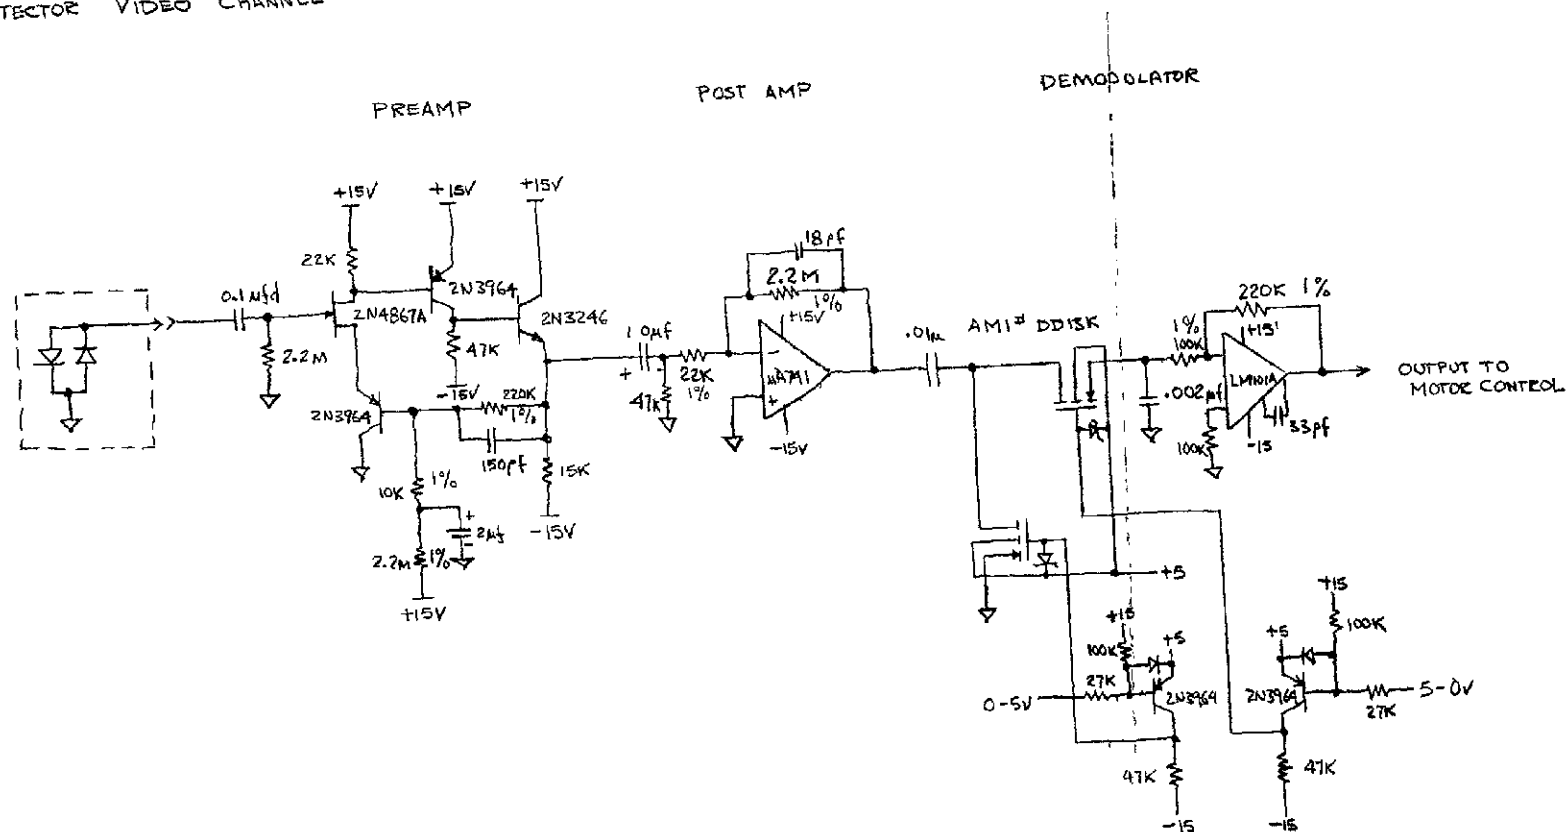 VIDEO CHANNEL
PREAMP
POST AMP
DEMODOLATOR
+15V
+15V
+15V
22K
0.1 Mfd
2N4867A
2N3964
2N3246
2.2M
47K
-15V
2N3964
220K
1%
150pf
10K
1%
2μf
2.2M
1%
+15V
15K
-15V
1.0μf
+
-
47K
22K
1%
18pf
2.2M
1%
+15V
μA741
-15V
.01μ
AMI# DD13K
1%
100K
220K 1%
+15
LM101A
.002μf
33pf
100K
-15
OUTPUT TO
MOTOR CONTROL
+5
+15
100K
+5
27K
0-5V
2N3964
47K
-15
+15
100K
+5
2N3964
5-0V
27K
47K
-15